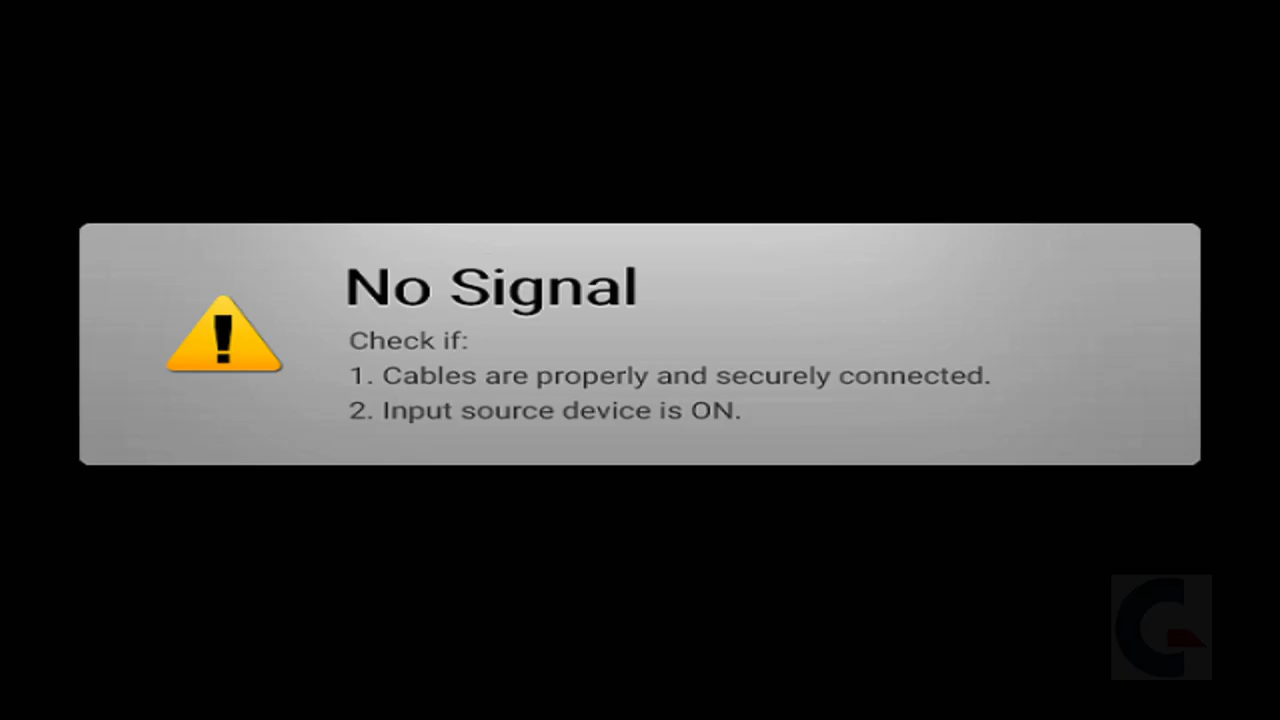 No Signal
Check if:
1. Cables are properly and securely connected.
2. Input source device is ON.